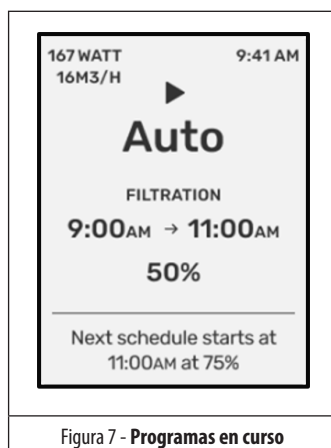 167 WATT 9:41 AM
16M3/H
Auto
FILTRATION
9:00AM → 11:00AM
50%
Next schedule starts at
11:00AM at 75%
Figura 7 - Programas en curso